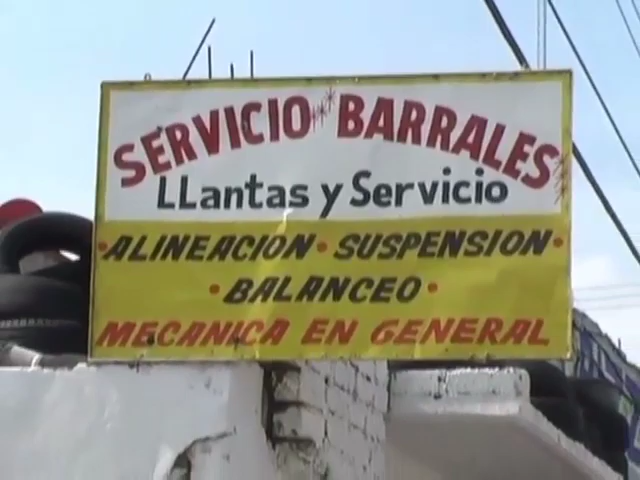 SERVICIO BARRALES
LLantas y Servicio
•ALINEACION • SUSPENSION•
•BALANCEO•
MECANICA EN GENERAL